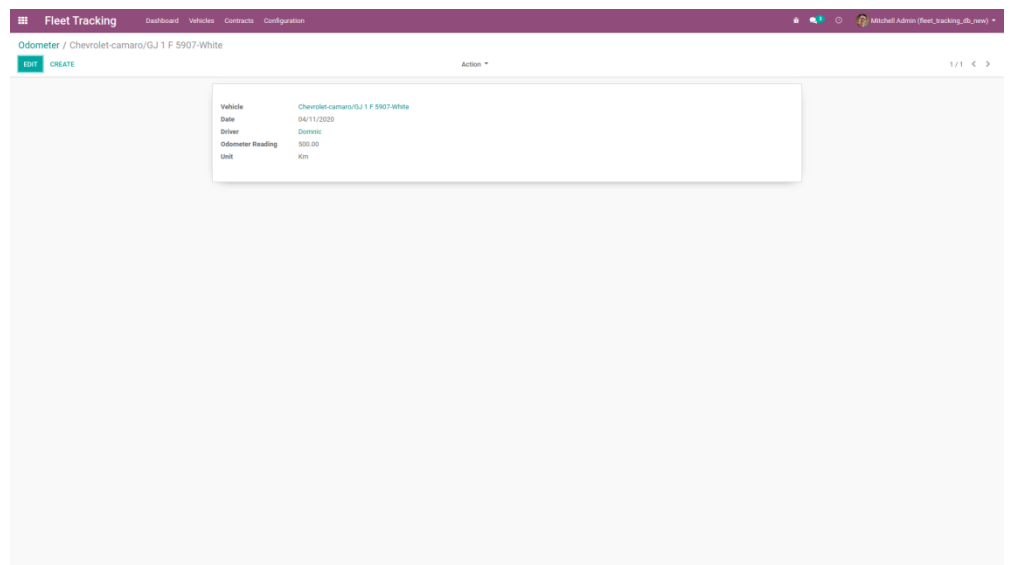 Fleet Tracking Dashboard Vehicles Contracts Configuration Mitchell Admin (fleet_tracking_db_new)
Odometer / Chevrolet-camaro/GJ 1 F 5907-White
EDIT CREATE Action 1 / 1
Vehicle Chevrolet-camaro/GJ 1 F 5907-White
Date 04/11/2020
Driver Domnic
Odometer Reading 500.00
Unit Km